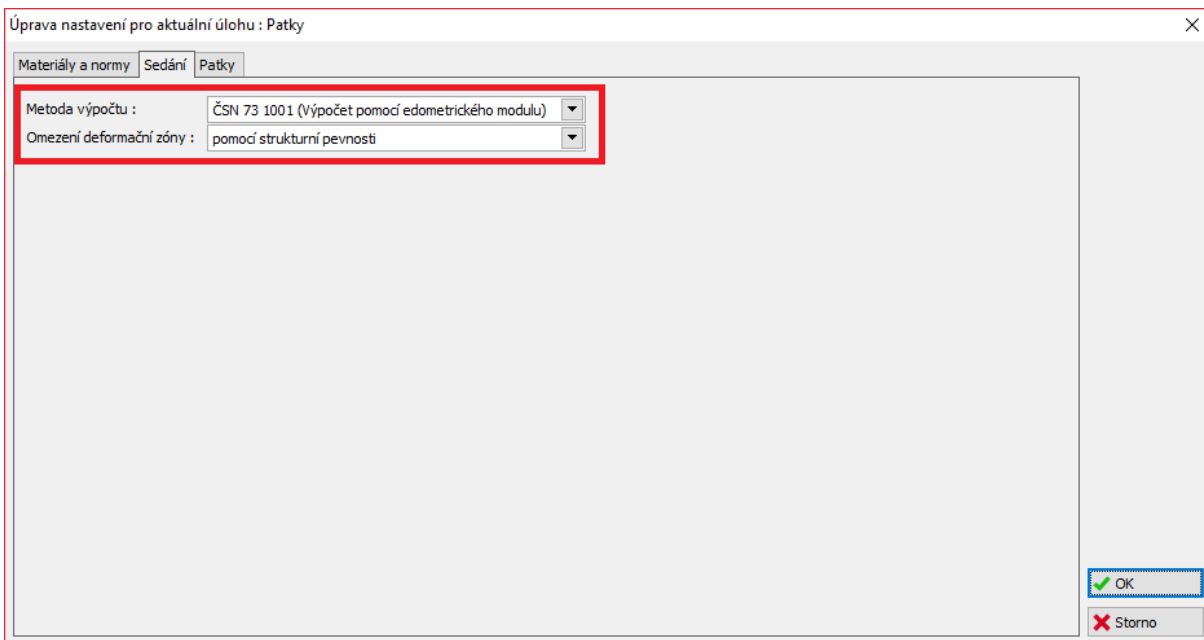 Úprava nastavení pro aktuální úlohu : Patky
Materiály a normy Sedání Patky
Metoda výpočtu : ČSN 73 1001 (Výpočet pomocí edometrického modulu)
Omezení deformační zóny : pomocí strukturní pevnosti
OK
Storno